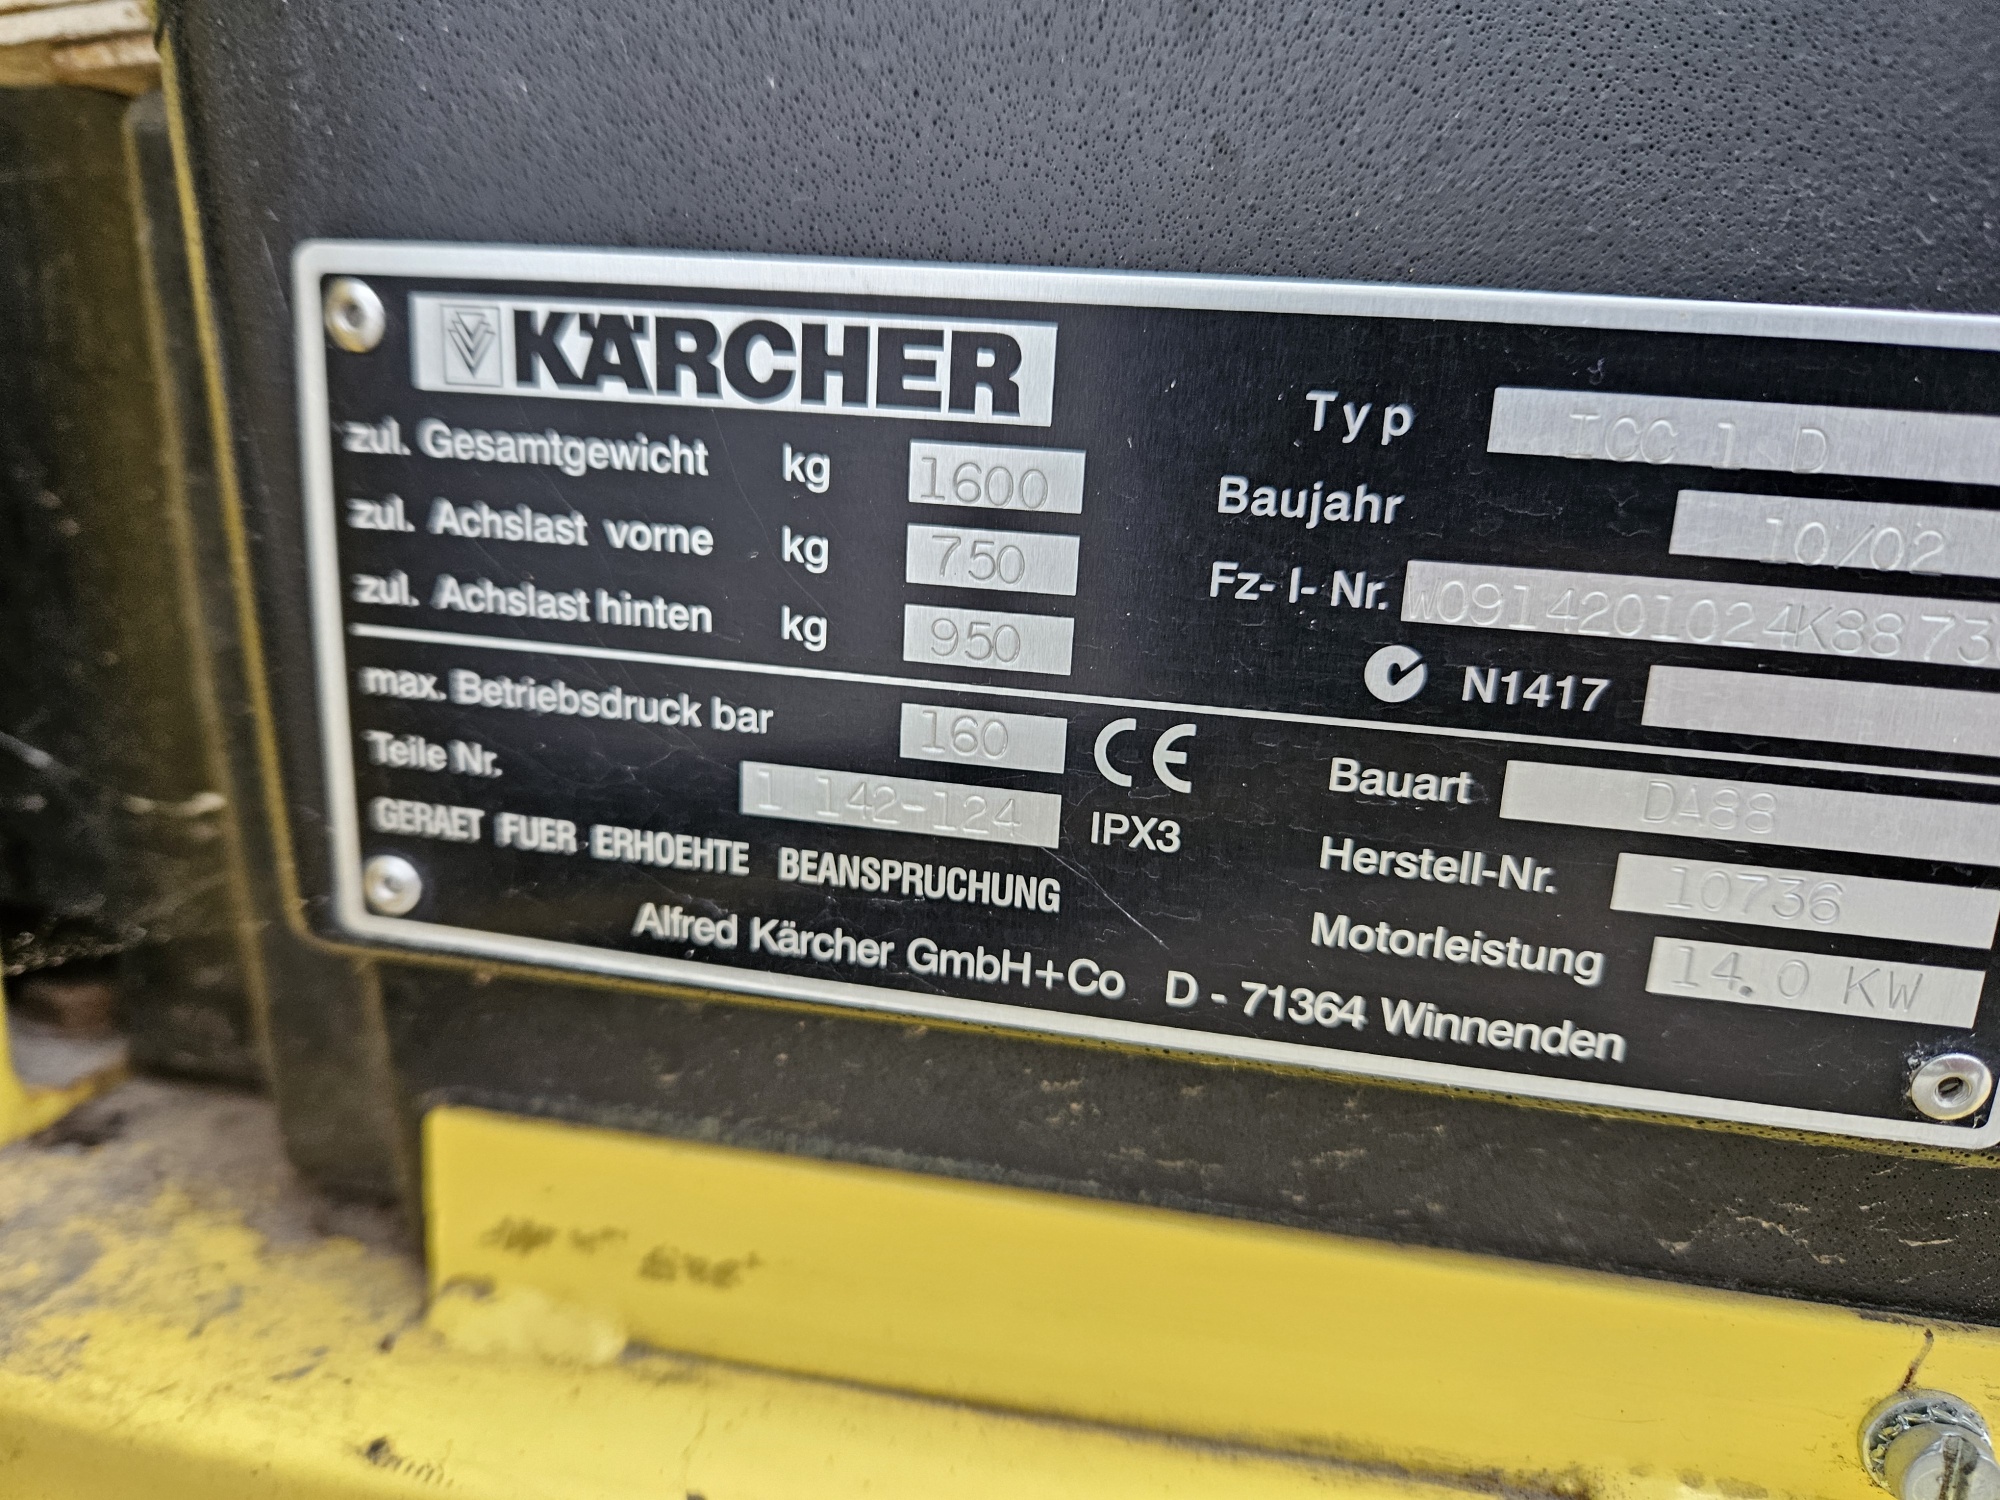 KÄRCHER
zul. Gesamtgewicht kg 1600
zul. Achslast vorne kg 750
zul. Achslast hinten kg 950
max. Betriebsdruck bar 160
Teile Nr. 1 142-124
GERAET FUER ERHOEHTE BEANSPRUCHUNG
CE
IPX3
Typ ICC 1 D
Baujahr 10/02
Fz- I- Nr. W0914201024K8873
N1417
Bauart DA88
Herstell-Nr. 10736
Motorleistung 14.0 KW
Alfred Kärcher GmbH+Co D - 71364 Winnenden